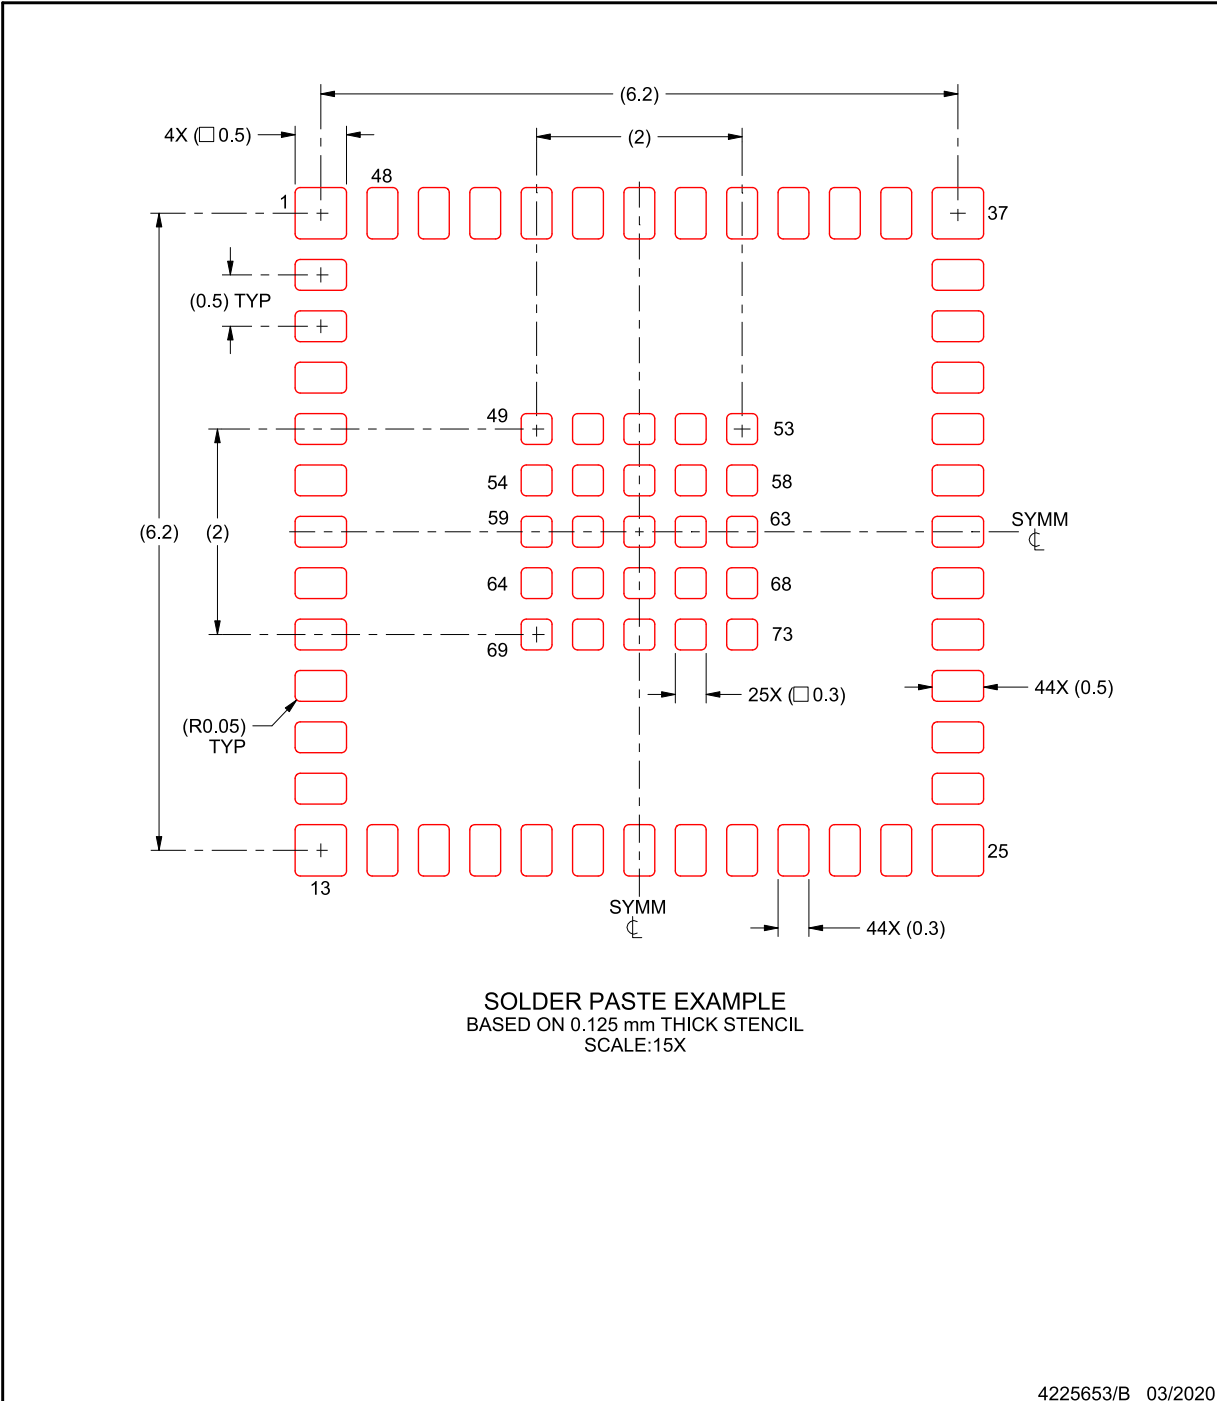 (6.2)
4X (□ 0.5)
(2)
48
1
37
(0.5) TYP
49
53
54
58
59
63
SYMM
℄
(6.2)
(2)
64
68
69
73
25X (□ 0.3)
44X (0.5)
(R0.05)
TYP
25
13
SYMM
℄
44X (0.3)
SOLDER PASTE EXAMPLE
BASED ON 0.125 mm THICK STENCIL
SCALE:15X
4225653/B 03/2020